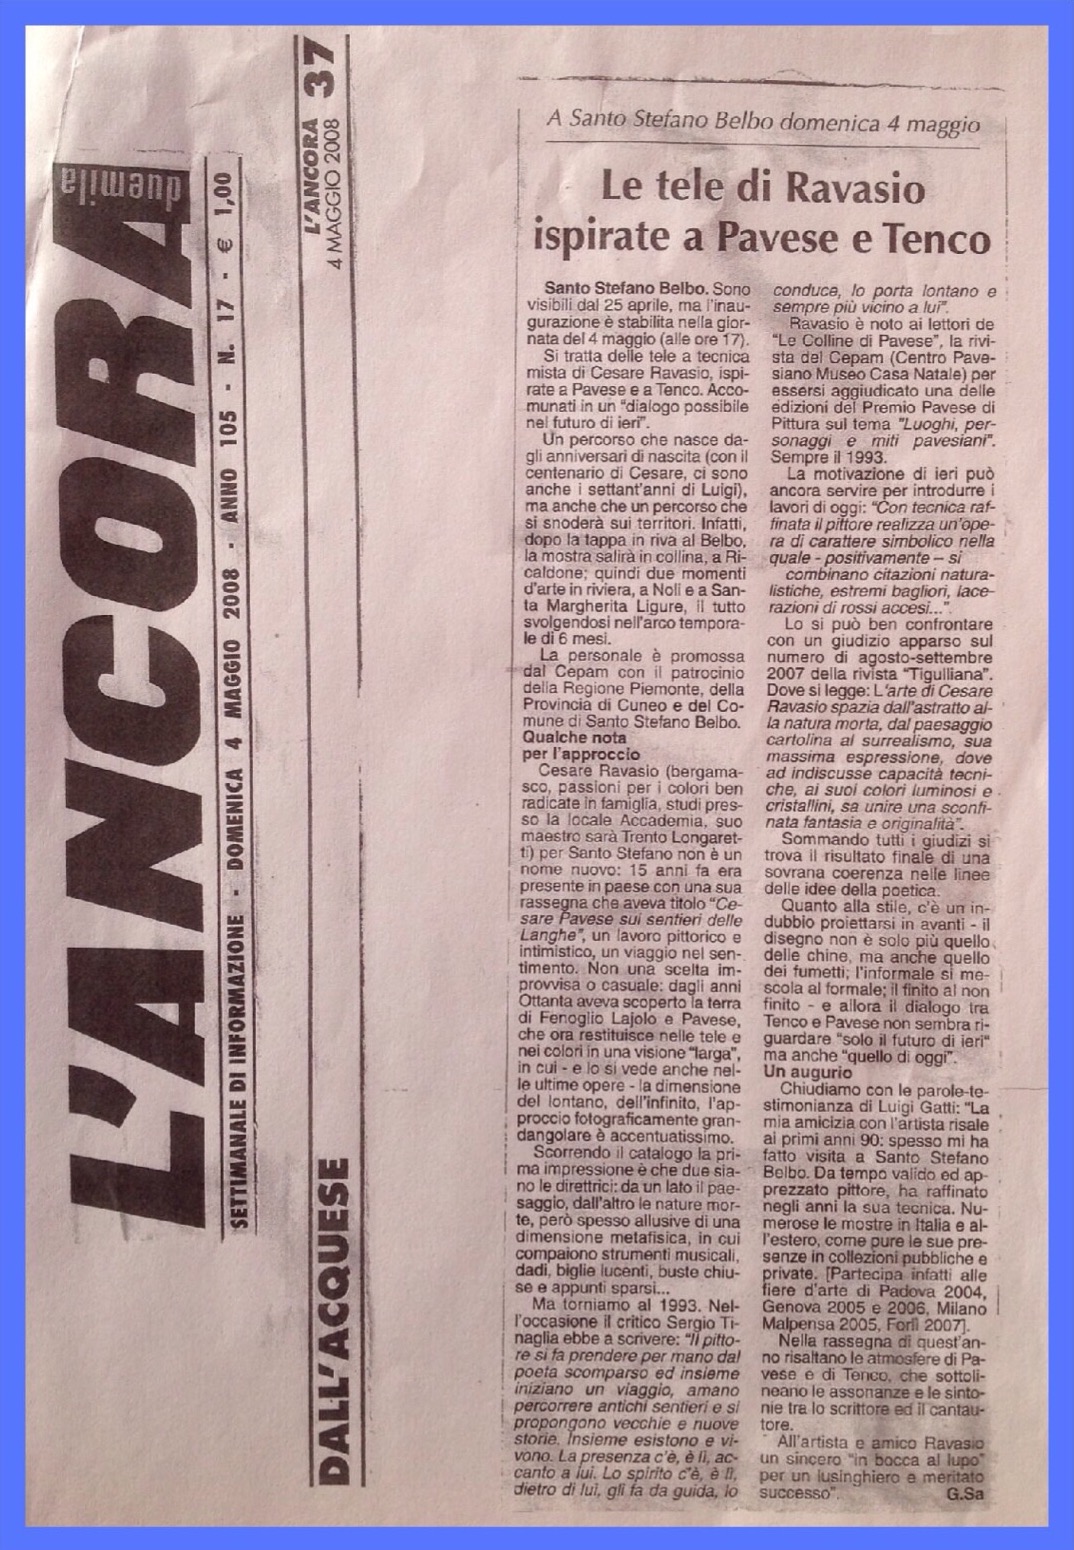 L'ANCORA
duemila
SETTIMANALE DI INFORMAZIONE - DOMENICA 4 MAGGIO 2008 - ANNO 105 - N. 17 - € 1,00
DALL'ACQUESE
L'ANCORA 37
4 MAGGIO 2008
A Santo Stefano Belbo domenica 4 maggio
Le tele di Ravasio
ispirate a Pavese e Tenco
Santo Stefano Belbo. Sono
visibili dal 25 aprile, ma l'inau-
gurazione è stabilita nella gior-
nata del 4 maggio (alle ore 17).
Si tratta delle tele a tecnica
mista di Cesare Ravasio, ispi-
rate a Pavese e a Tenco. Acco-
munati in un "dialogo possibile
nel futuro di ieri".
Un percorso che nasce da-
gli anniversari di nascita (con il
centenario di Cesare, ci sono
anche i settant'anni di Luigi),
ma anche che un percorso che
si snoderà sui territori. Infatti,
dopo la tappa in riva al Belbo,
la mostra salirà in collina, a Ri-
caldone; quindi due momenti
d'arte in riviera, a Noli e a San-
ta Margherita Ligure, il tutto
svolgendosi nell'arco tempora-
le di 6 mesi.
La personale è promossa
dal Cepam con il patrocinio
della Regione Piemonte, della
Provincia di Cuneo e del Co-
mune di Santo Stefano Belbo.
Qualche nota
per l'approccio
Cesare Ravasio (bergama-
sco, passioni per i colori ben
radicate in famiglia, studi pres-
so la locale Accademia, suo
maestro sarà Trento Longaret-
ti) per Santo Stefano non è un
nome nuovo: 15 anni fa era
presente in paese con una sua
rassegna che aveva titolo "Ce-
sare Pavese sui sentieri delle
Langhe", un lavoro pittorico e
intimistico, un viaggio nel sen-
timento. Non una scelta im-
provvisa o casuale: dagli anni
Ottanta aveva scoperto la terra
di Fenoglio Lajolo e Pavese,
che ora restituisce nelle tele e
nei colori in una visione "larga",
in cui - e lo si vede anche nel-
le ultime opere - la dimensione
del lontano, dell'infinito, l'ap-
proccio fotograficamente gran-
dangolare è accentuatissimo.
Scorrendo il catalogo la pri-
ma impressione è che due sia-
no le direttrici: da un lato il pae-
saggio, dall'altro le nature mor-
te, però spesso allusive di una
dimensione metafisica, in cui
compaiono strumenti musicali,
dadi, biglie lucenti, buste chiu-
se e appunti sparsi...
Ma torniamo al 1993. Nel-
l'occasione il critico Sergio Ti-
naglia ebbe a scrivere: "Il pitto-
re si fa prendere per mano dal
poeta scomparso ed insieme
iniziano un viaggio, amano
percorrere antichi sentieri e si
propongono vecchie e nuove
storie. Insieme esistono e vi-
vono. La presenza c'è, è lì, ac-
canto a lui. Lo spirito c'è, è lì,
dietro di lui, gli fa da guida, lo
conduce, lo porta lontano e
sempre più vicino a lui".
Ravasio è noto ai lettori de
"Le Colline di Pavese", la rivi-
sta del Cepam (Centro Pave-
siano Museo Casa Natale) per
essersi aggiudicato una delle
edizioni del Premio Pavese di
Pittura sul tema "Luoghi, per-
sonaggi e miti pavesiani".
Sempre il 1993.
La motivazione di ieri può
ancora servire per introdurre i
lavori di oggi: "Con tecnica raf-
finata il pittore realizza un'ope-
ra di carattere simbolico nella
quale - positivamente – si
combinano citazioni natura-
listiche, estremi bagliori, lace-
razioni di rossi accesi...".
Lo si può ben confrontare
con un giudizio apparso sul
numero di agosto-settembre
2007 della rivista "Tigulliana".
Dove si legge: L'arte di Cesare
Ravasio spazia dall'astratto al-
la natura morta, dal paesaggio
cartolina al surrealismo, sua
massima espressione, dove
ad indiscusse capacità tecni-
che, ai suoi colori luminosi e
cristallini, sa unire una sconfi-
nata fantasia e originalità".
Sommando tutti i giudizi si
trova il risultato finale di una
sovrana coerenza nelle linee
delle idee della poetica.
Quanto alla stile, c'è un in-
dubbio proiettarsi in avanti - il
disegno non è solo più quello
delle chine, ma anche quello
dei fumetti; l'informale si me-
scola al formale; il finito al non
finito - e allora il dialogo tra
Tenco e Pavese non sembra ri-
guardare "solo il futuro di ieri"
ma anche "quello di oggi".
Un augurio
Chiudiamo con le parole-te-
stimonianza di Luigi Gatti: "La
mia amicizia con l'artista risale
ai primi anni 90: spesso mi ha
fatto visita a Santo Stefano
Belbo. Da tempo valido ed ap-
prezzato pittore, ha raffinato
negli anni la sua tecnica. Nu-
merose le mostre in Italia e al-
l'estero, come pure le sue pre-
senze in collezioni pubbliche e
private. [Partecipa infatti alle
fiere d'arte di Padova 2004,
Genova 2005 e 2006, Milano
Malpensa 2005, Forlì 2007].
Nella rassegna di quest'an-
no risaltano le atmosfere di Pa-
vese e di Tenco, che sottoli-
neano le assonanze e le sinto-
nie tra lo scrittore ed il cantau-
tore.
All'artista e amico Ravasio
un sincero "in bocca al lupo"
per un lusinghiero e meritato
successo". G.Sa